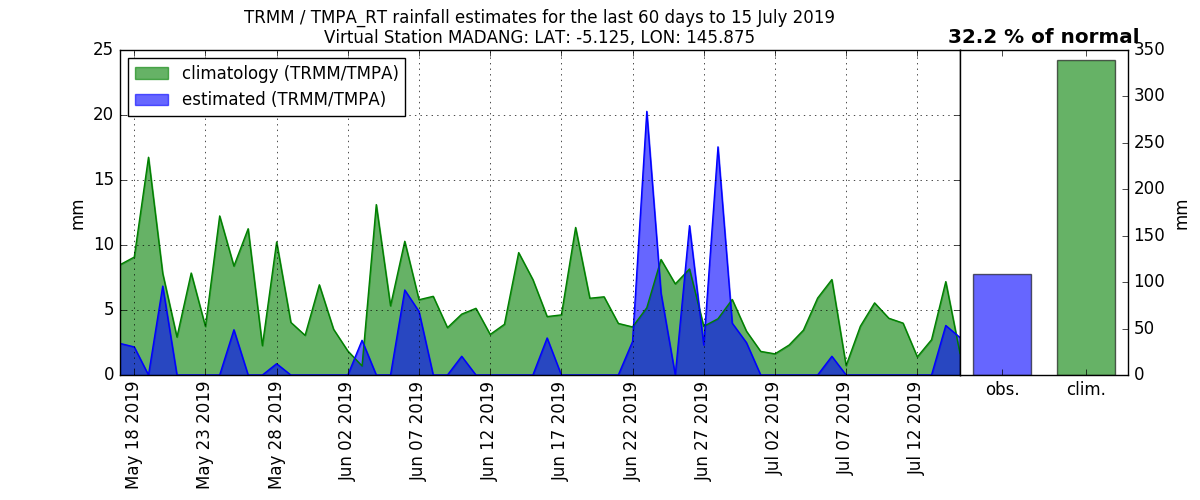 TRMM / TMPA_RT rainfall estimates for the last 60 days to 15 July 2019
Virtual Station MADANG: LAT: -5.125, LON: 145.875
32.2 % of normal
climatology (TRMM/TMPA)
estimated (TRMM/TMPA)
25
20
15
10
5
0
mm
May 18 2019
May 23 2019
May 28 2019
Jun 02 2019
Jun 07 2019
Jun 12 2019
Jun 17 2019
Jun 22 2019
Jun 27 2019
Jul 02 2019
Jul 07 2019
Jul 12 2019
obs.
clim.
350
300
250
200
150
100
50
0
mm